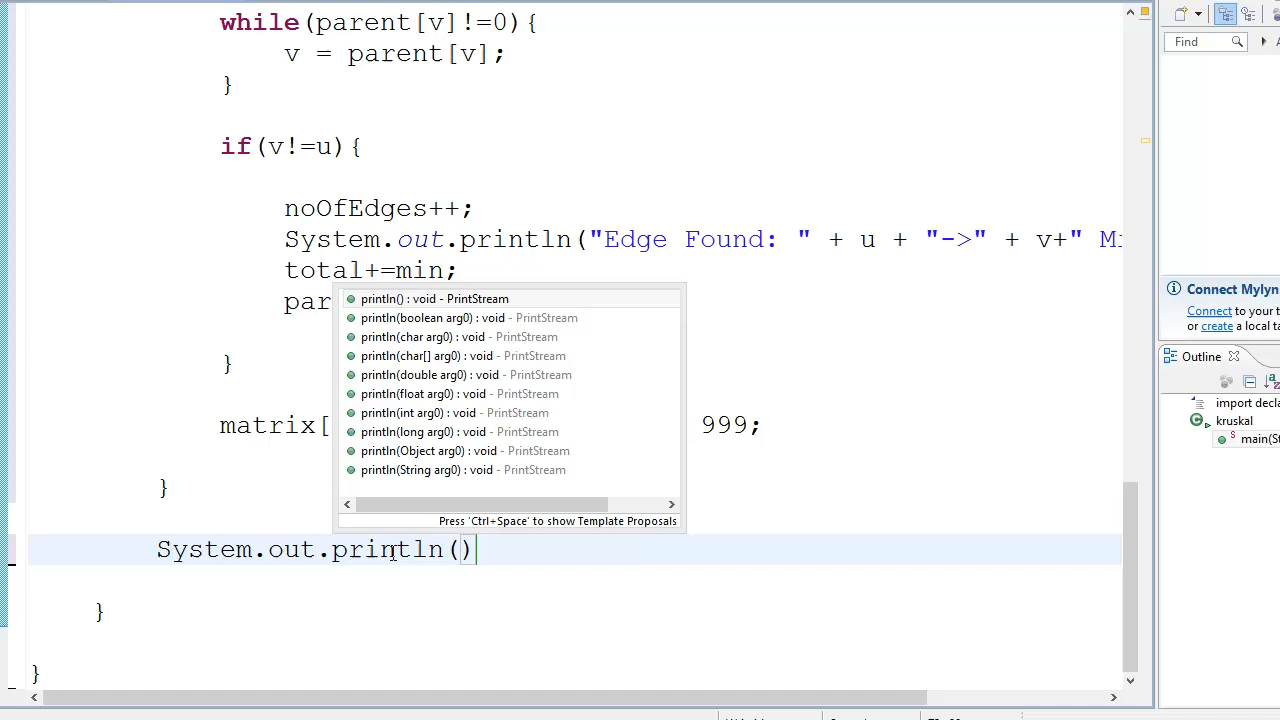 while(parent[v]!=0){
v = parent[v];
}
if(v!=u){
noOfEdges++;
System.out.println("Edge Found: " + u + "->" + v+" Mi
total+=min;
par
}
matrix[ 999;
}
System.out.println()
}
}
println() : void - PrintStream
println(boolean arg0) : void - PrintStream
println(char arg0) : void - PrintStream
println(char[] arg0) : void - PrintStream
println(double arg0) : void - PrintStream
println(float arg0) : void - PrintStream
println(int arg0) : void - PrintStream
println(long arg0) : void - PrintStream
println(Object arg0) : void - PrintStream
println(String arg0) : void - PrintStream
Press 'Ctrl+Space' to show Template Proposals
Find
Connect Mylyn
Connect to your t
or create a local ta
Outline
import decla
kruskal
main(S